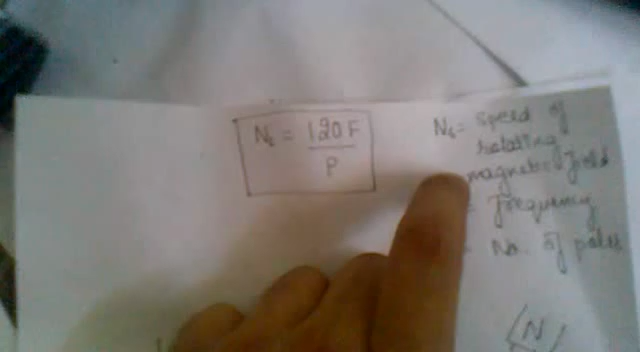 Ns = 120F
P
Ns = Speed of
rotating
magnetic field
= frequency
= No. of poles
N